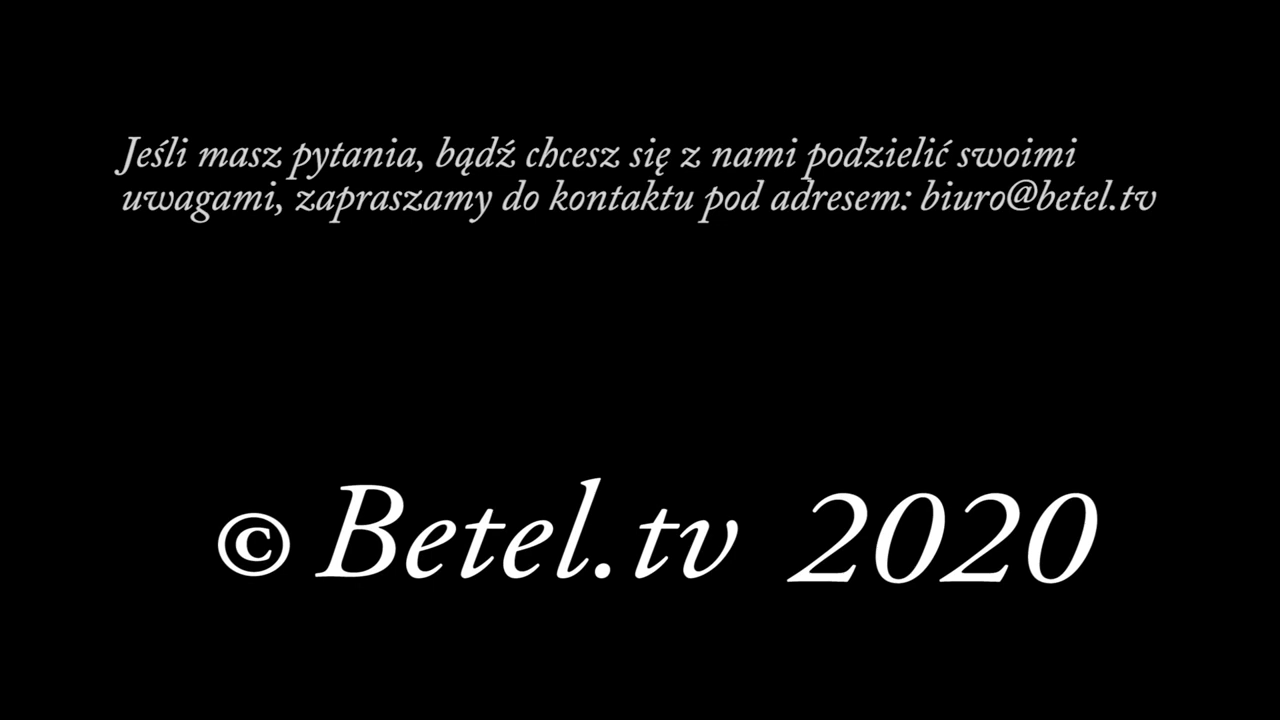 Jeśli masz pytania, bądź chcesz się z nami podzielić swoimi
uwagami, zapraszamy do kontaktu pod adresem: biuro@betel.tv
© Betel.tv 2020